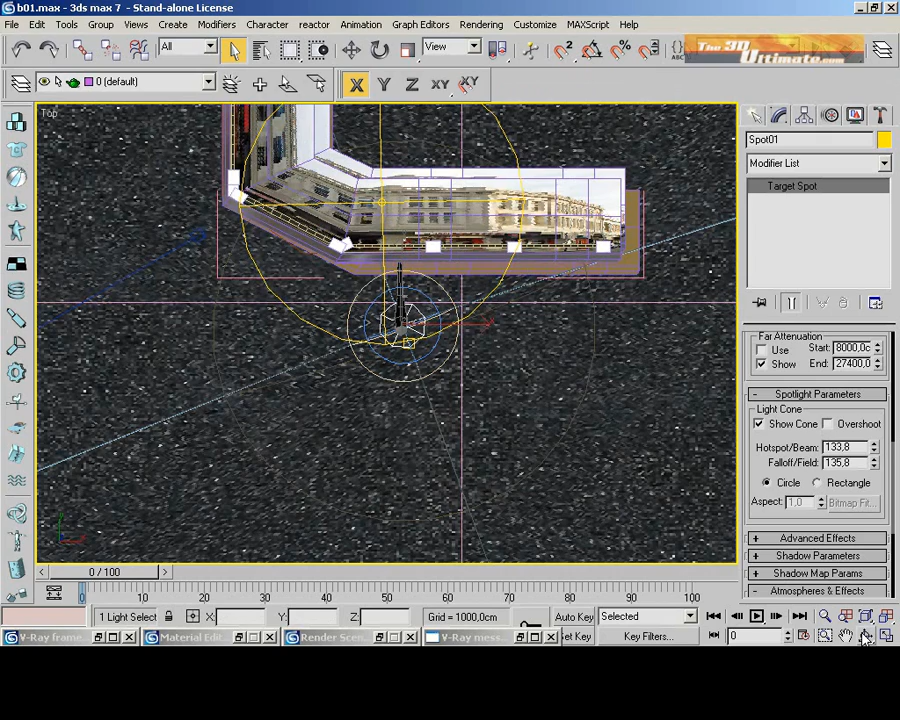 b01.max - 3ds max 7 - Stand-alone License
File Edit Tools Group Views Create Modifiers Character reactor Animation Graph Editors Rendering Customize MAXScript Help
All View The 3D Ultimate.com
0 (default) X Y Z XY XY
Top
Spot01
Modifier List
Target Spot
Far Attenuation
Use Start: 8000,0c
Show End: 27400,0
- Spotlight Parameters
Light Cone
Show Cone Overshoot
Hotspot/Beam: 133,8
Falloff/Field: 135,8
Circle Rectangle
Aspect: 1,0 Bitmap Fit...
+ Advanced Effects
+ Shadow Parameters
+ Shadow Map Params
Atmospheres & Effects
0 / 100
0 10 20 30 40 50 60 70 80 90 100
1 Light Select X: Y: Z: Grid = 1000,0cm Auto Key Selected
V-Ray frame... Material Edit... Render Scen... V-Ray mess... Set Key Key Filters... 0